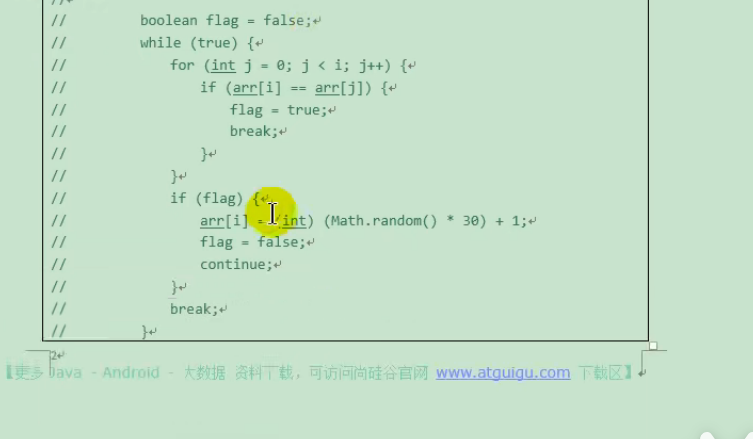 //
// boolean flag = false;
// while (true) {
// for (int j = 0; j < i; j++) {
// if (arr[i] == arr[j]) {
// flag = true;
// break;
// }
// }
// if (flag) {
// arr[i] = (int) (Math.random() * 30) + 1;
// flag = false;
// continue;
// }
// break;
// }
2
【更多 Java - Android - 大数据 资料下载，可访问尚硅谷官网 www.atguigu.com 下载区】